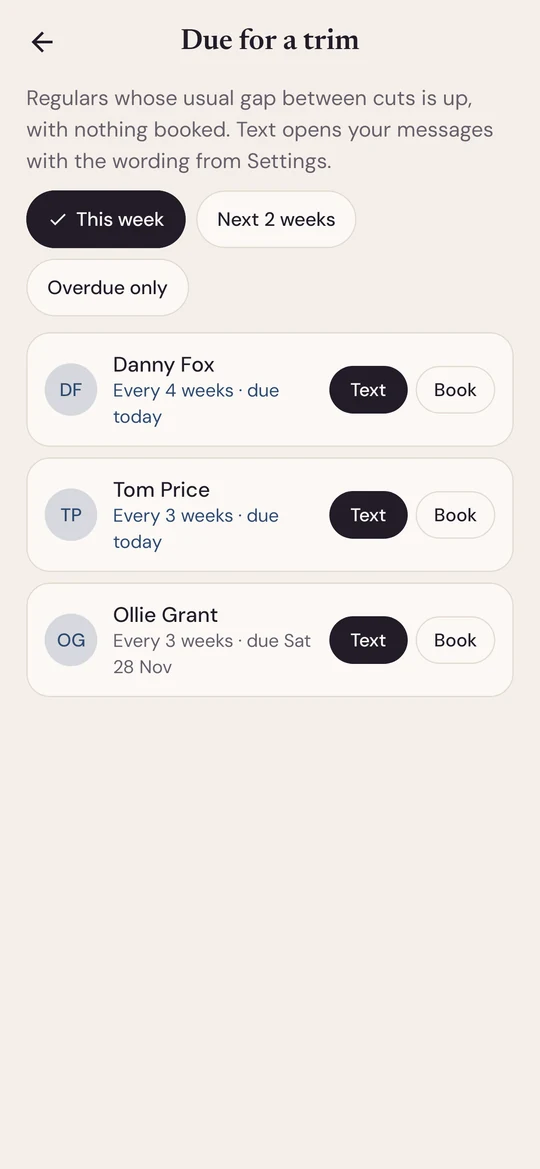 Due for a trim
Regulars whose usual gap between cuts is up,
with nothing booked. Text opens your messages
with the wording from Settings.
This week
Next 2 weeks
Overdue only
DF
Danny Fox
Every 4 weeks · due
today
Text
Book
TP
Tom Price
Every 3 weeks · due
today
Text
Book
OG
Ollie Grant
Every 3 weeks · due Sat
28 Nov
Text
Book